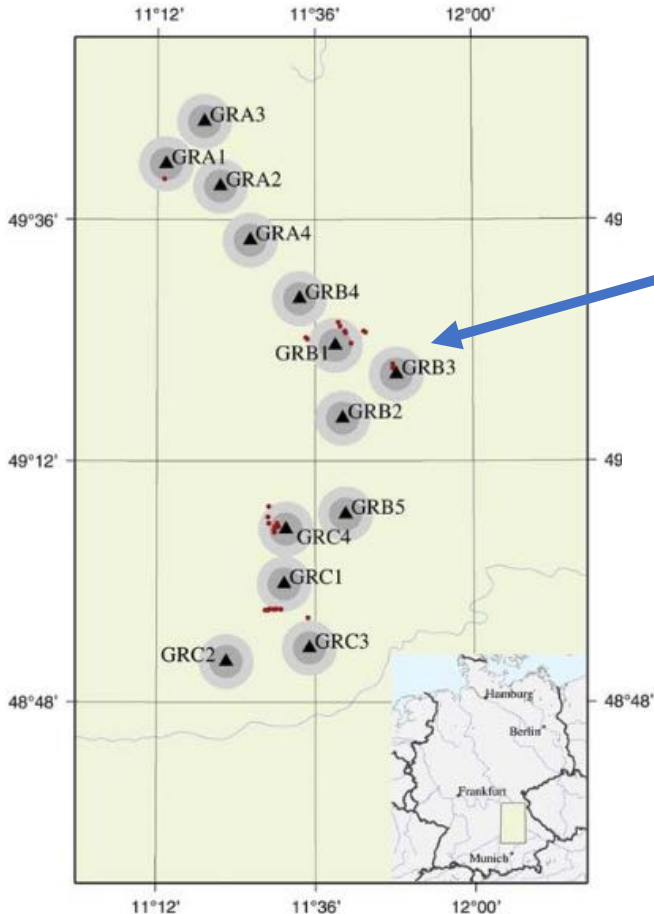 11°12' 11°36' 12°00'
GRA3
GRA1
GRA2
49°36' 49
GRA4
GRB4
GRB1
GRB3
GRB2
49°12' 49
GRB5
GRC4
GRC1
GRC3
GRC2
48°48' 48°48'
Hamburg
Berlin
Frankfurt
Munich
11°12' 11°36' 12°00'